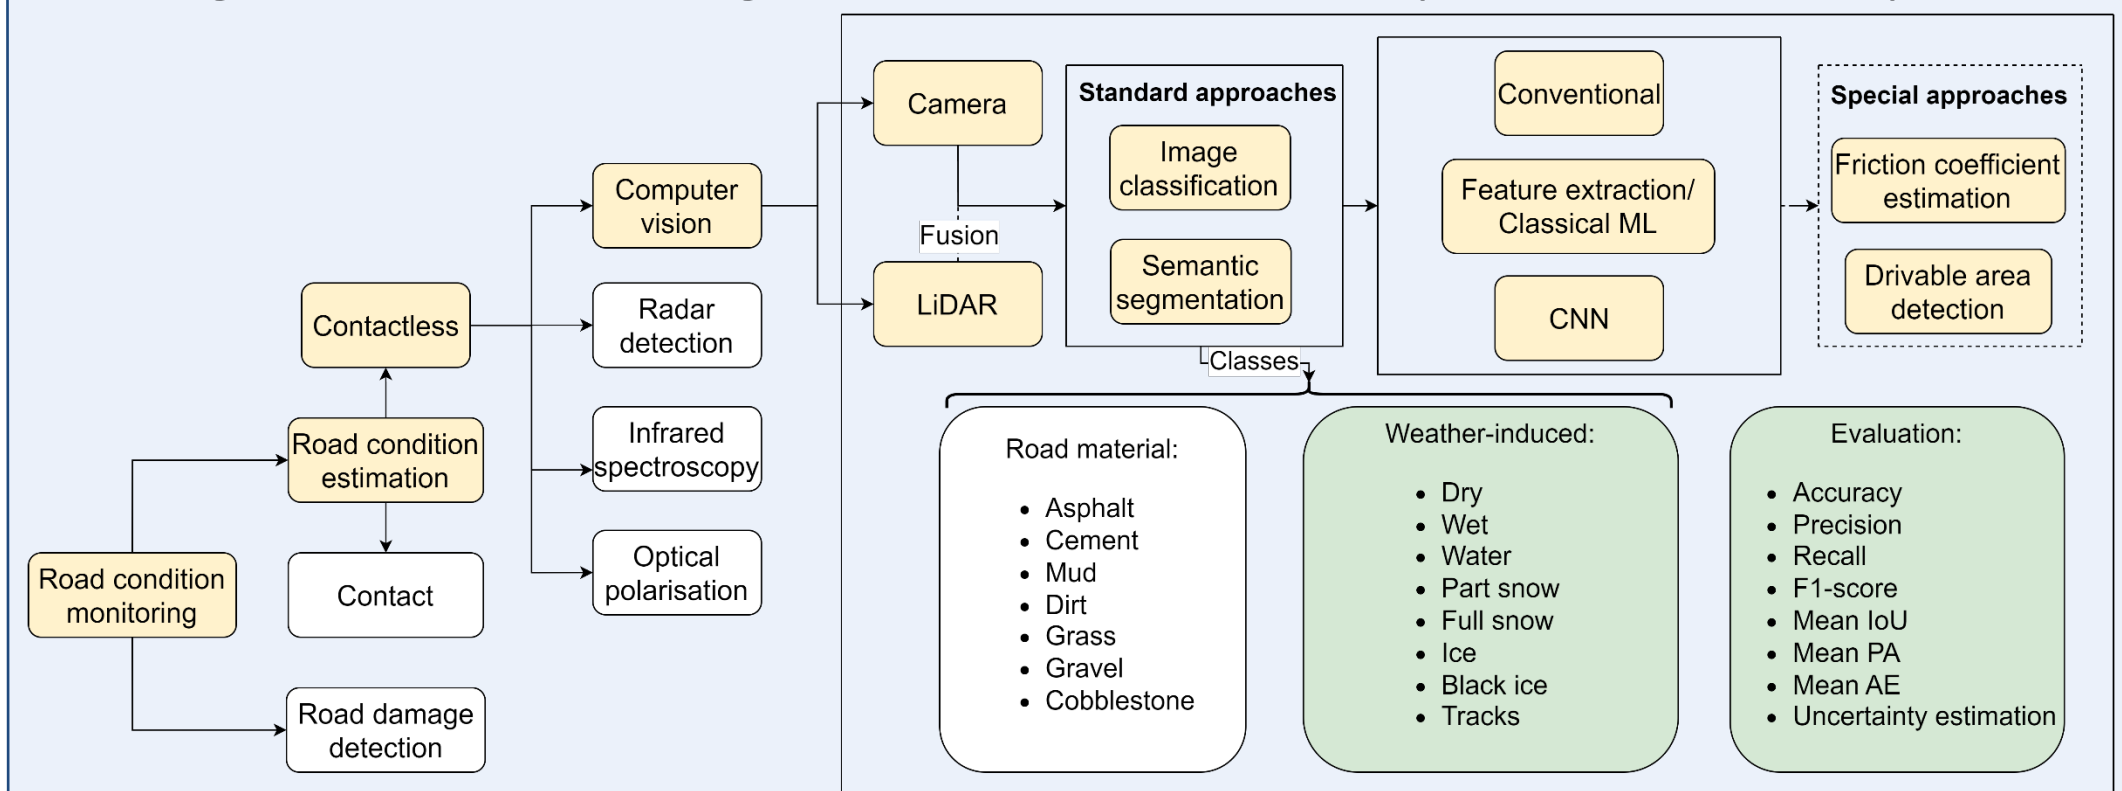 Camera
Standard approaches
Conventional
Special approaches
Image
classification
Friction coefficient
estimation
Computer
vision
Feature extraction/
Classical ML
Fusion
Semantic
segmentation
Drivable area
detection
LiDAR
CNN
Contactless
Radar
detection
Classes
Road condition
estimation
Infrared
spectroscopy
Road material:
Asphalt
Cement
Mud
Dirt
Grass
Gravel
Cobblestone
Weather-induced:
Dry
Wet
Water
Part snow
Full snow
Ice
Black ice
Tracks
Evaluation:
Accuracy
Precision
Recall
F1-score
Mean IoU
Mean PA
Mean AE
Uncertainty estimation
Optical
polarisation
Road condition
monitoring
Contact
Road damage
detection